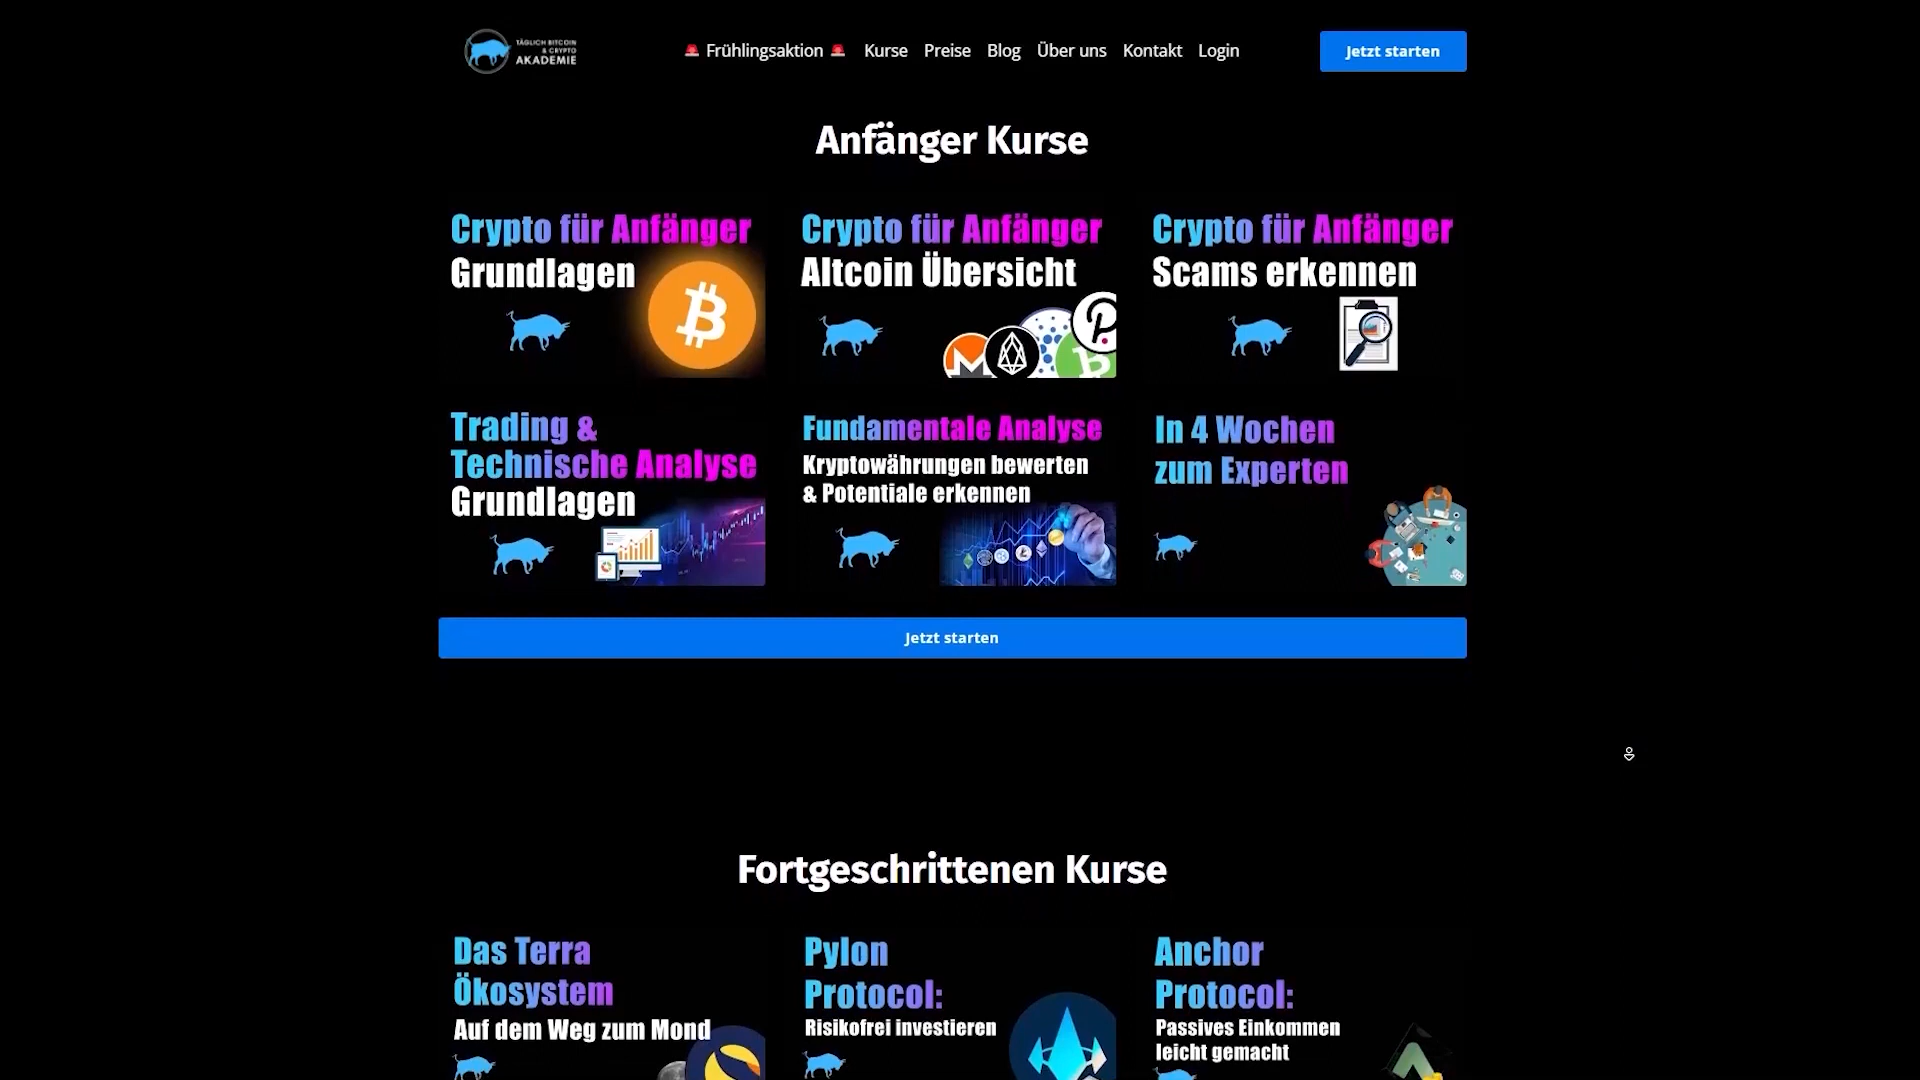 TÄGLICH BITCOIN
& CRYPTO
AKADEMIE
Frühlingsaktion
Kurse
Preise
Blog
Über uns
Kontakt
Login
Jetzt starten
Anfänger Kurse
Crypto für Anfänger
Grundlagen
Crypto für Anfänger
Altcoin Übersicht
Crypto für Anfänger
Scams erkennen
Trading &
Technische Analyse
Grundlagen
Fundamentale Analyse
Kryptowährungen bewerten
& Potentiale erkennen
In 4 Wochen
zum Experten
Jetzt starten
Fortgeschrittenen Kurse
Das Terra
Ökosystem
Auf dem Weg zum Mond
Pylon
Protocol:
Risikofrei investieren
Anchor
Protocol:
Passives Einkommen
leicht gemacht